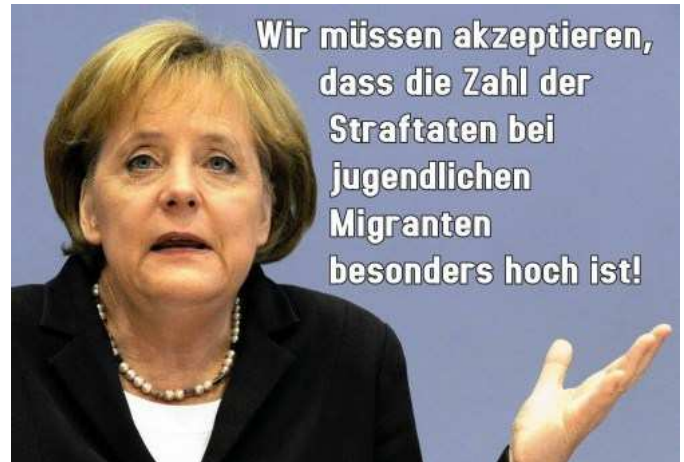 Wir müssen akzeptieren,
dass die Zahl der
Straftaten bei
jugendlichen
Migranten
besonders hoch ist!